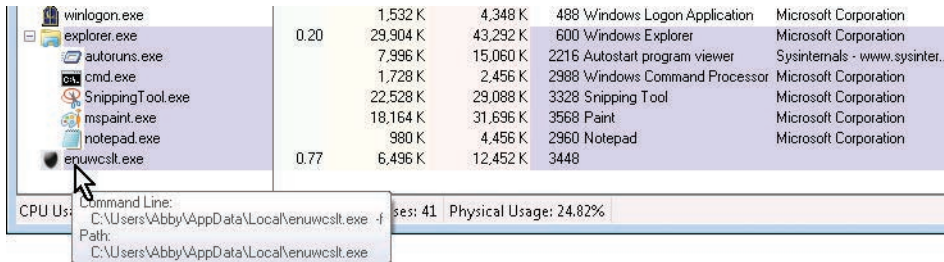 winlogon.exe 1,532 K 4,348 K 488 Windows Logon Application Microsoft Corporation
explorer.exe 0.20 29,904 K 43,292 K 600 Windows Explorer Microsoft Corporation
autoruns.exe 7,996 K 15,060 K 2216 Autostart program viewer Sysinternals - www.sysinter..
cmd.exe 1,728 K 2,456 K 2988 Windows Command Processor Microsoft Corporation
SnippingTool.exe 22,528 K 29,088 K 3328 Snipping Tool Microsoft Corporation
mspaint.exe 18,164 K 31,696 K 3568 Paint Microsoft Corporation
notepad.exe 980 K 4,456 K 2960 Notepad Microsoft Corporation
enuwcslt.exe 0.77 6,496 K 12,452 K 3448
CPU Us ses: 41 Physical Usage: 24.82%
Command Line:
C:\Users\Abby\AppData\Local\enuwcslt.exe -f
Path:
C:\Users\Abby\AppData\Local\enuwcslt.exe